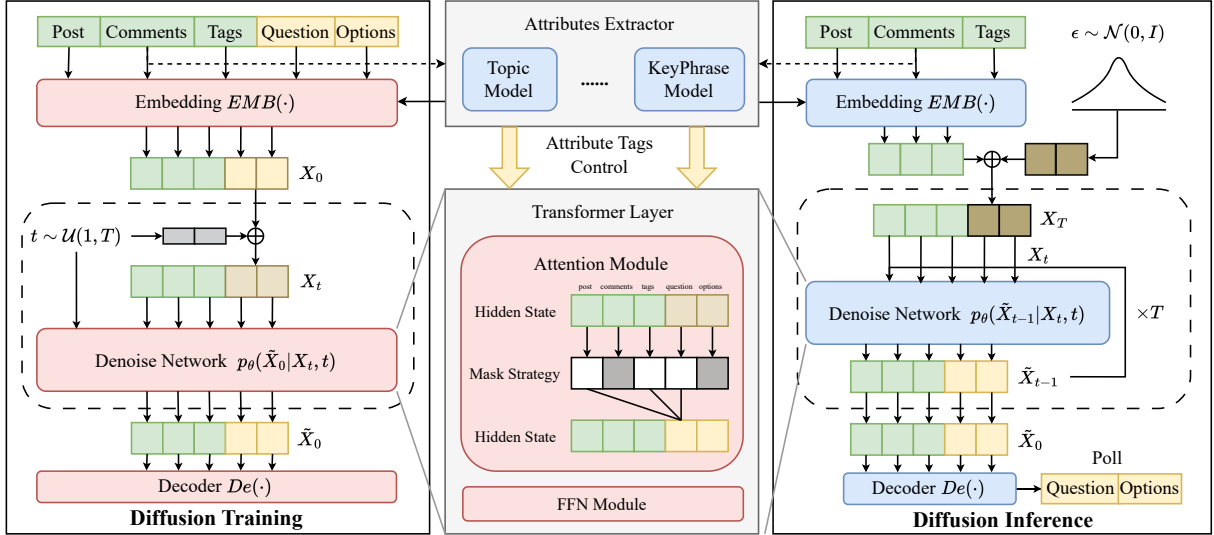 Post Comments Tags Question Options
Embedding EMB(·)
X₀
t ∼ 𝒰(1, T)
Xₜ
Denoise Network p_θ(X̃₀|Xₜ, t)
X̃₀
Decoder De(·)
Diffusion Training
Attributes Extractor
Topic
Model
......
KeyPhrase
Model
Attribute Tags
Control
Transformer Layer
Attention Module
post comments tags question options
Hidden State
Mask Strategy
Hidden State
FFN Module
Post Comments Tags
ϵ ∼ 𝒩(0, I)
Embedding EMB(·)
X_T
Xₜ
Denoise Network p_θ(X̃ₜ₋₁|Xₜ, t)
×T
X̃ₜ₋₁
X̃₀
Poll
Decoder De(·)
Question Options
Diffusion Inference